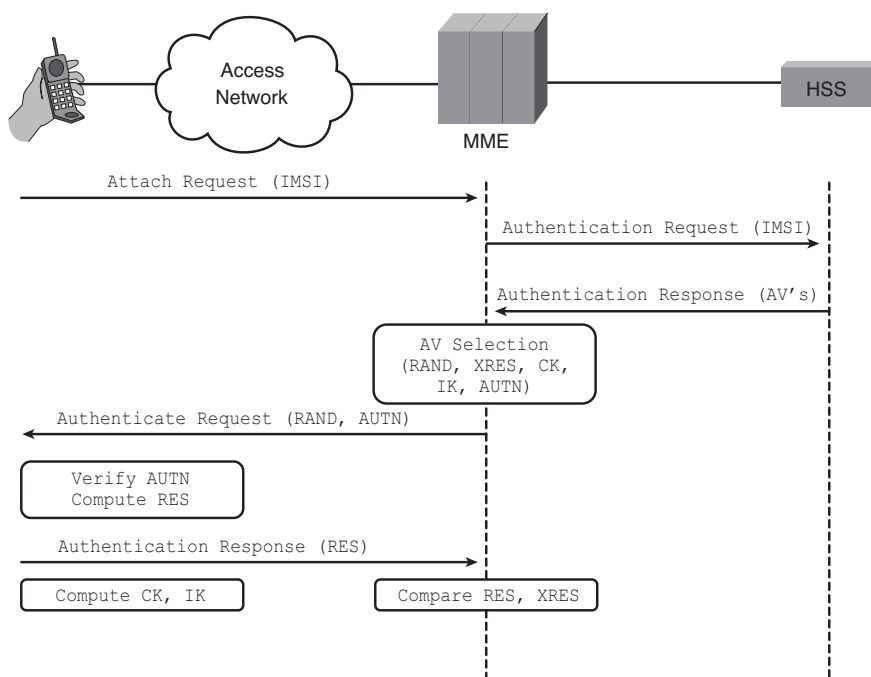 Access
Network
MME
HSS
Attach Request (IMSI)
Authentication Request (IMSI)
Authentication Response (AV's)
AV Selection
(RAND, XRES, CK,
IK, AUTN)
Authenticate Request (RAND, AUTN)
Verify AUTN
Compute RES
Authentication Response (RES)
Compute CK, IK
Compare RES, XRES